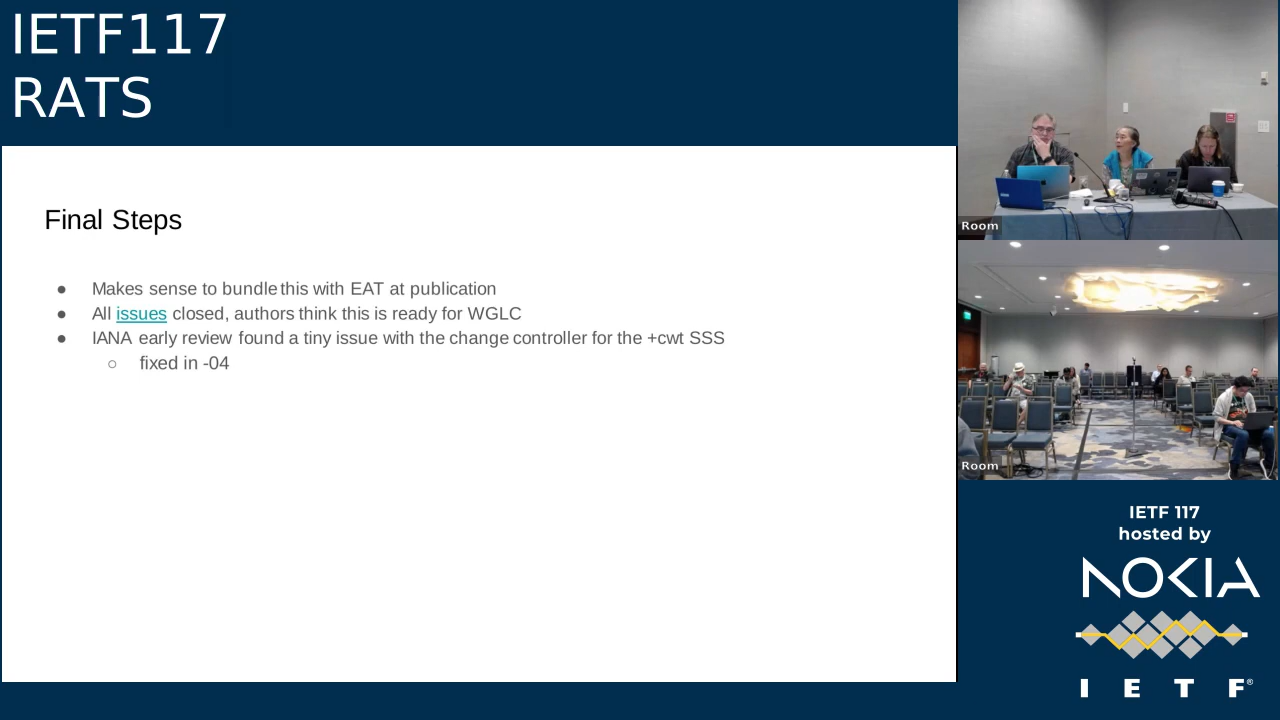 IETF117
RATS
Final Steps
● Makes sense to bundle this with EAT at publication
● All issues closed, authors think this is ready for WGLC
● IANA early review found a tiny issue with the change controller for the +cwt SSS
○ fixed in -04
Room
Room
IETF 117
hosted by
NOKIA
I E T F®